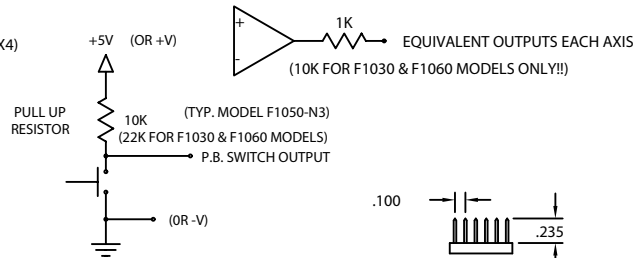 X4)
+5V (OR +V)
+
-
1K
EQUIVALENT OUTPUTS EACH AXIS
(10K FOR F1030 & F1060 MODELS ONLY!!)
PULL UP
RESISTOR
10K
(TYP. MODEL F1050-N3)
(22K FOR F1030 & F1060 MODELS)
P.B. SWITCH OUTPUT
(0R -V)
.100
.235